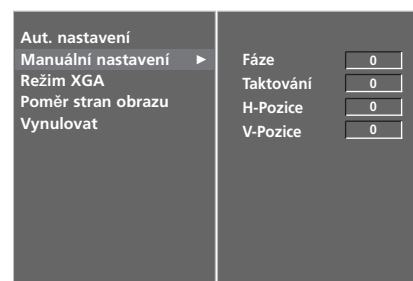 Aut. nastavení
Manuální nastavení ►
Režim XGA
Poměr stran obrazu
Vynulovat
Fáze 0
Taktování 0
H-Pozice 0
V-Pozice 0